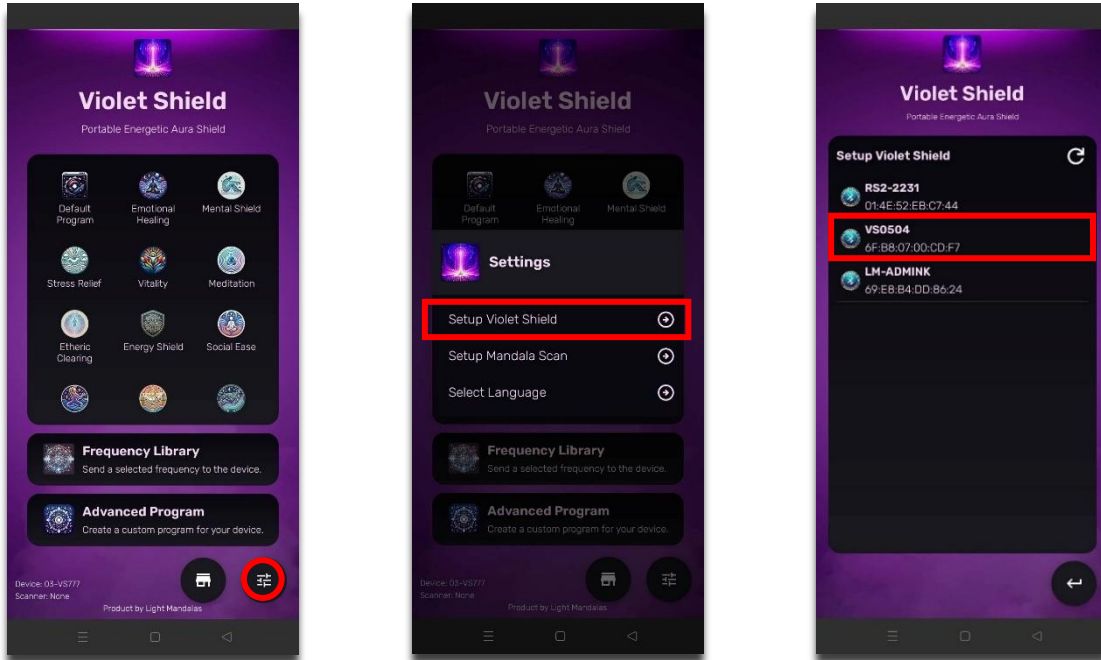 Violet Shield
Portable Energetic Aura Shield
Default
Program
Emotional
Healing
Mental Shield
Stress Relief
Vitality
Meditation
Etheric
Clearing
Energy Shield
Social Ease
Frequency Library
Send a selected frequency to the device.
Advanced Program
Create a custom program for your device.
Device: 03-VS777
Scanner: None
Product by Light Mandalas
Violet Shield
Portable Energetic Aura Shield
Default
Program
Emotional
Healing
Mental Shield
Settings
Setup Violet Shield
Setup Mandala Scan
Select Language
Frequency Library
Send a selected frequency to the device.
Advanced Program
Create a custom program for your device.
Device: 03-VS777
Scanner: None
Product by Light Mandalas
Violet Shield
Portable Energetic Aura Shield
Setup Violet Shield
RS2-2231
01:4E:52:EB:C7:44
VS0504
6F:B8:07:00:CD:F7
LM-ADMINK
69:E8:B4:DD:86:24